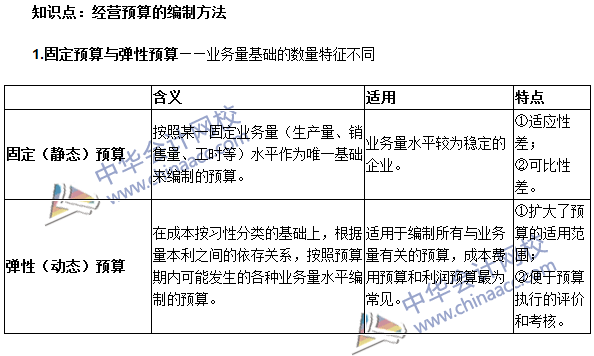 知识点：经营预算的编制方法
1.固定预算与弹性预算——业务量基础的数量特征不同
含义
适用
特点
固定（静态）预算
按照某一固定业务量（生产量、销
售量、工时等）水平作为唯一基础
来编制的预算。
业务量水平较为稳定的
企业。
①适应性
差；
②可比性
差。
弹性（动态）预算
在成本按习性分类的基础上，根据
量本利之间的依存关系，按照预算
期内可能发生的各种业务量水平编
制的预算。
适用于编制所有与业务
量有关的预算，成本费
用预算和利润预算最为
常见。
①扩大了预
算的适用范
围；
②便于预算
执行的评价
和考核。
中华会计网校
www.chinaacc.com
中华会计网校
www.chinaacc.com